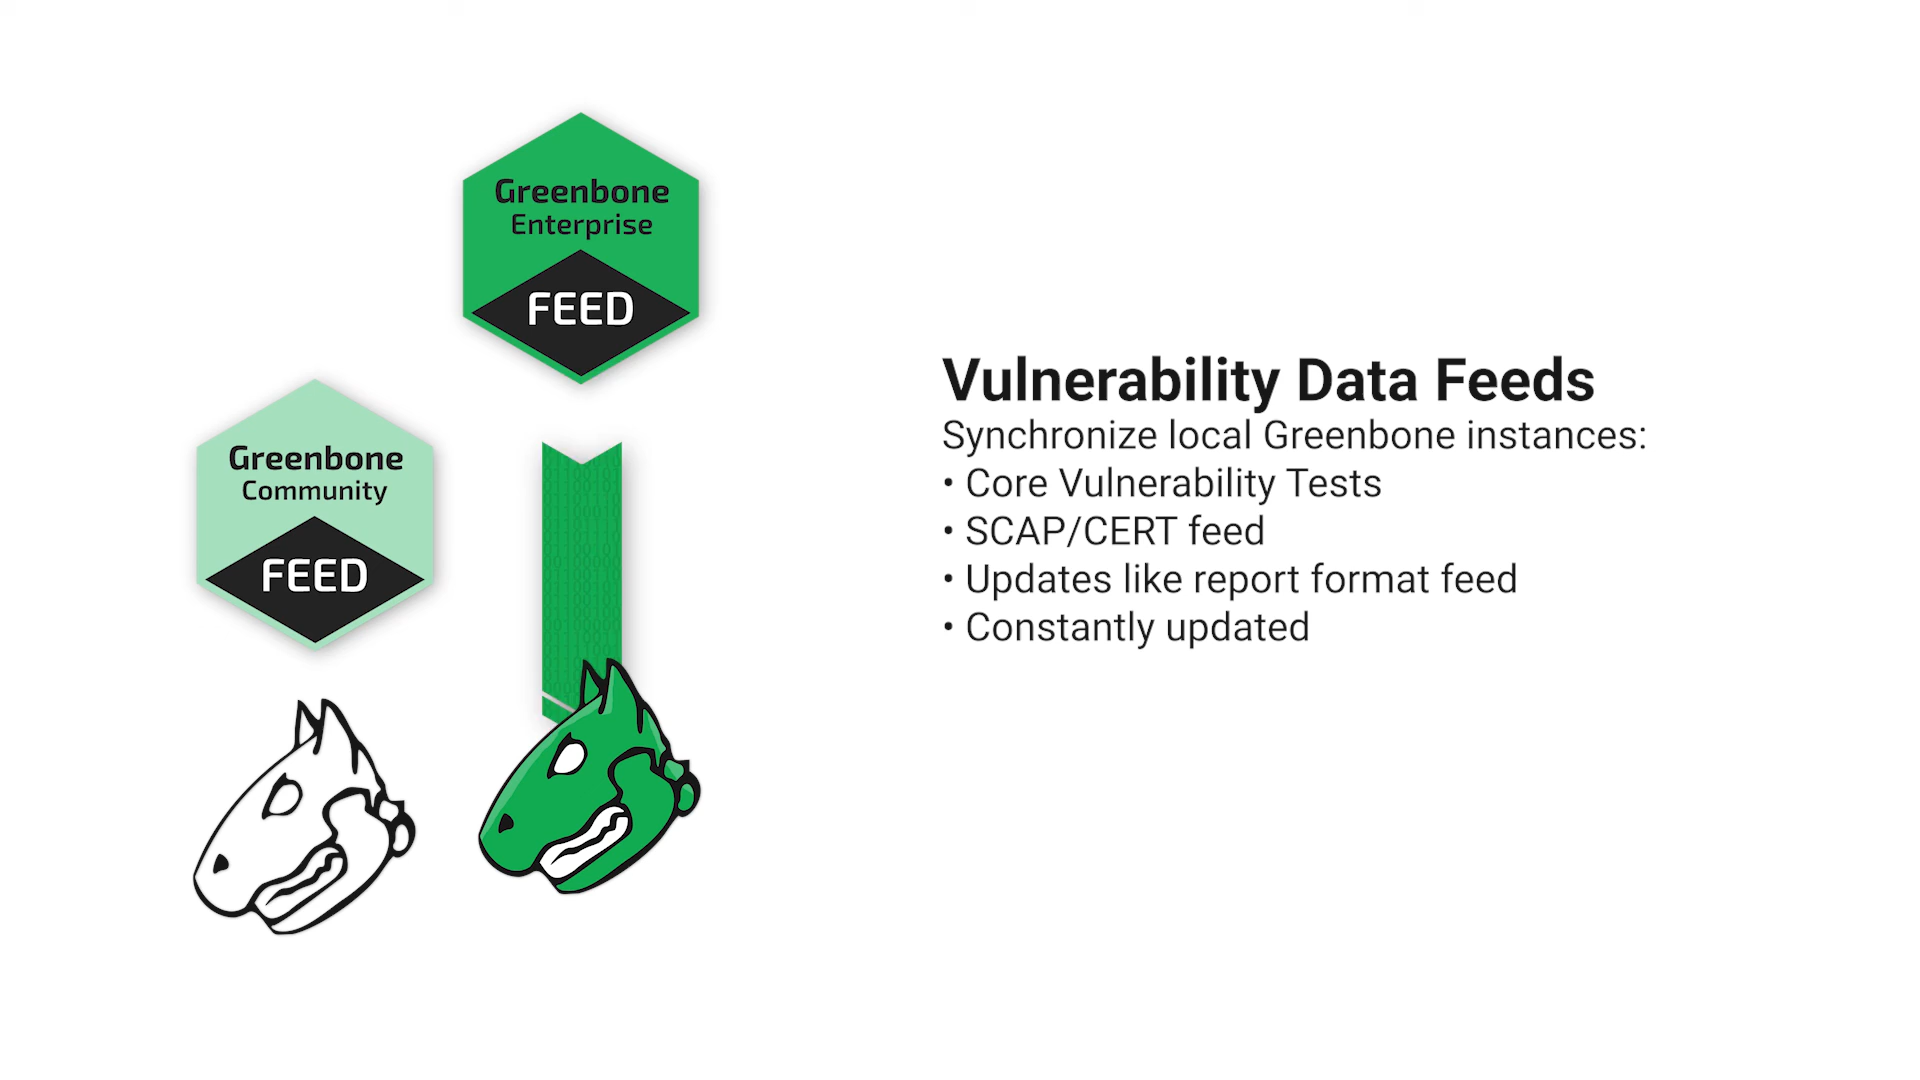 Greenbone
Enterprise
FEED
Greenbone
Community
FEED
Vulnerability Data Feeds
Synchronize local Greenbone instances:
• Core Vulnerability Tests
• SCAP/CERT feed
• Updates like report format feed
• Constantly updated